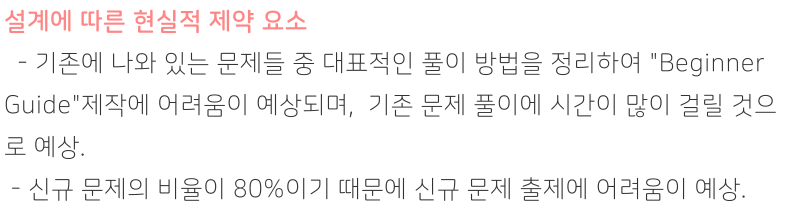 설계에 따른 현실적 제약 요소
- 기존에 나와 있는 문제들 중 대표적인 풀이 방법을 정리하여 "Beginner
Guide"제작에 어려움이 예상되며, 기존 문제 풀이에 시간이 많이 걸릴 것으
로 예상.
- 신규 문제의 비율이 80%이기 때문에 신규 문제 출제에 어려움이 예상.